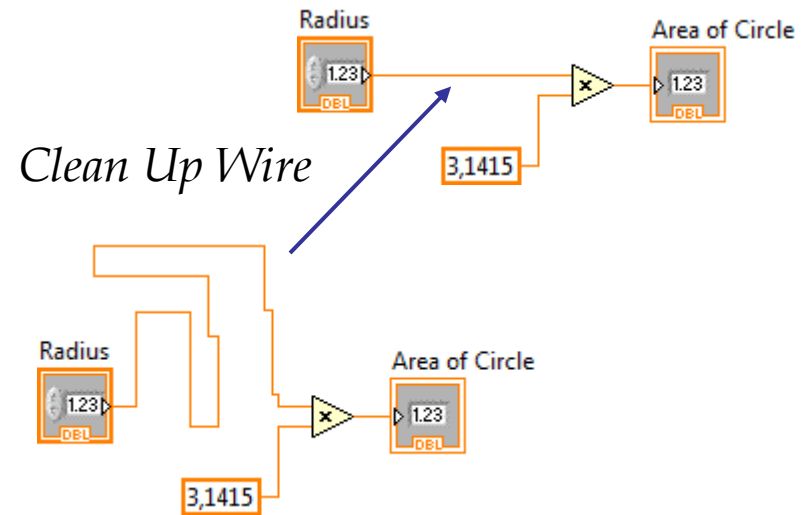 Radius
Area of Circle
1.23
DBL
x
1.23
DBL
3,1415
Clean Up Wire
Radius
Area of Circle
1.23
DBL
x
1.23
DBL
3,1415